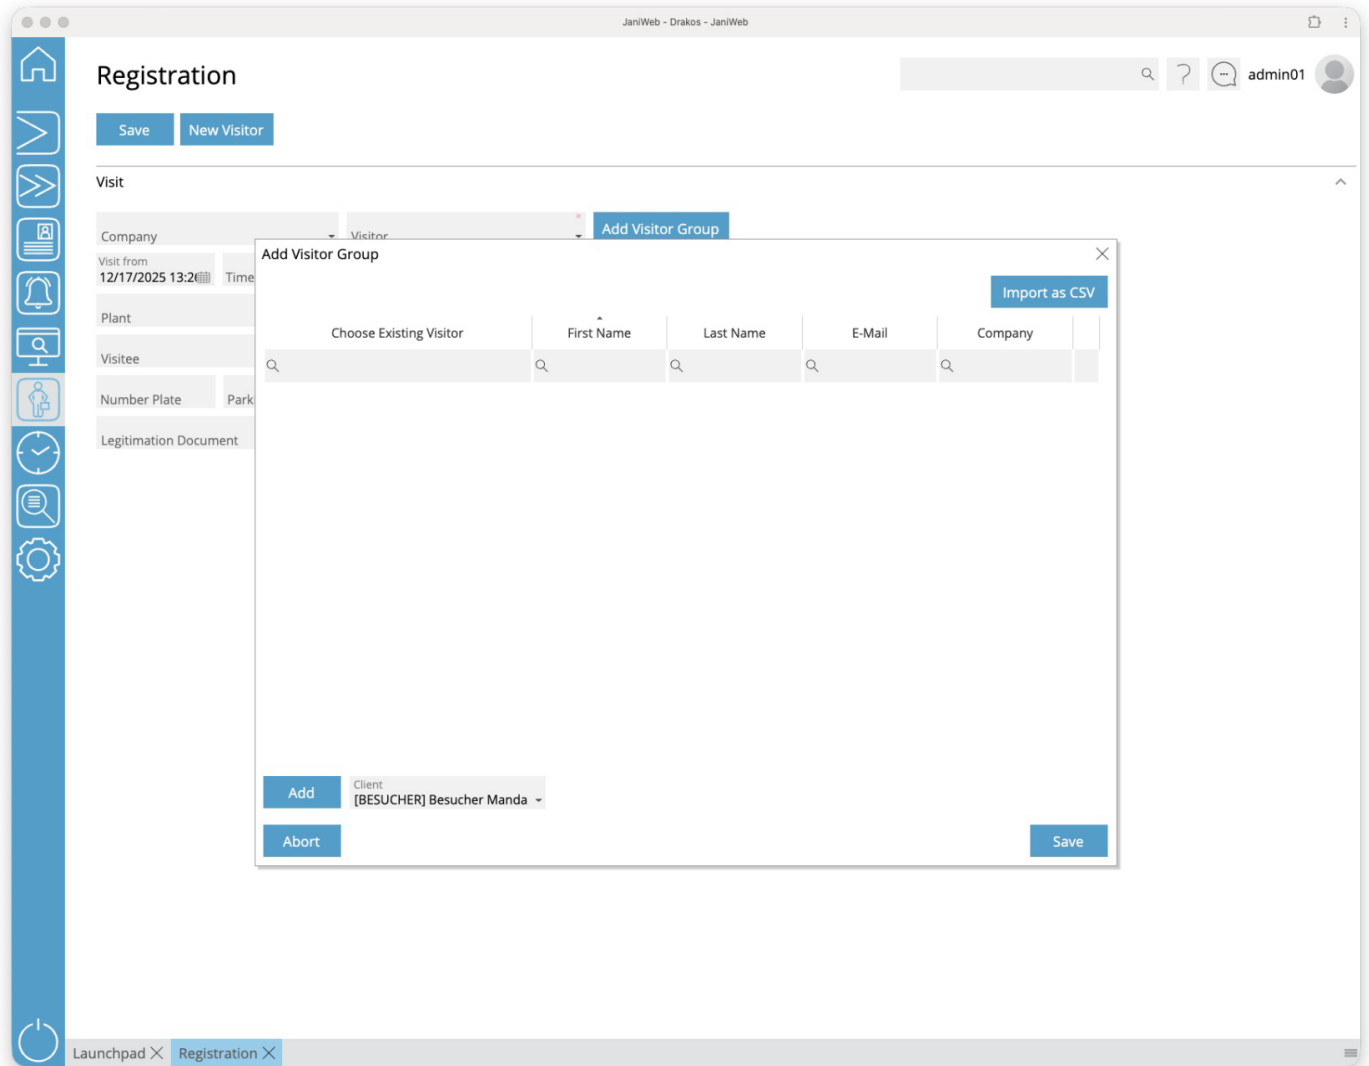 JaniWeb - Drakos - JaniWeb
Registration
admin01
Save
New Visitor
Visit
Company
Visitor
*
Add Visitor Group
Visit from
12/17/2025 13:2
Time
Plant
Visitee
Number Plate
Park
Legitimation Document
Add Visitor Group
Import as CSV
Choose Existing Visitor
First Name
Last Name
E-Mail
Company
Add
Client
[BESUCHER] Besucher Manda
Abort
Save
Launchpad
Registration